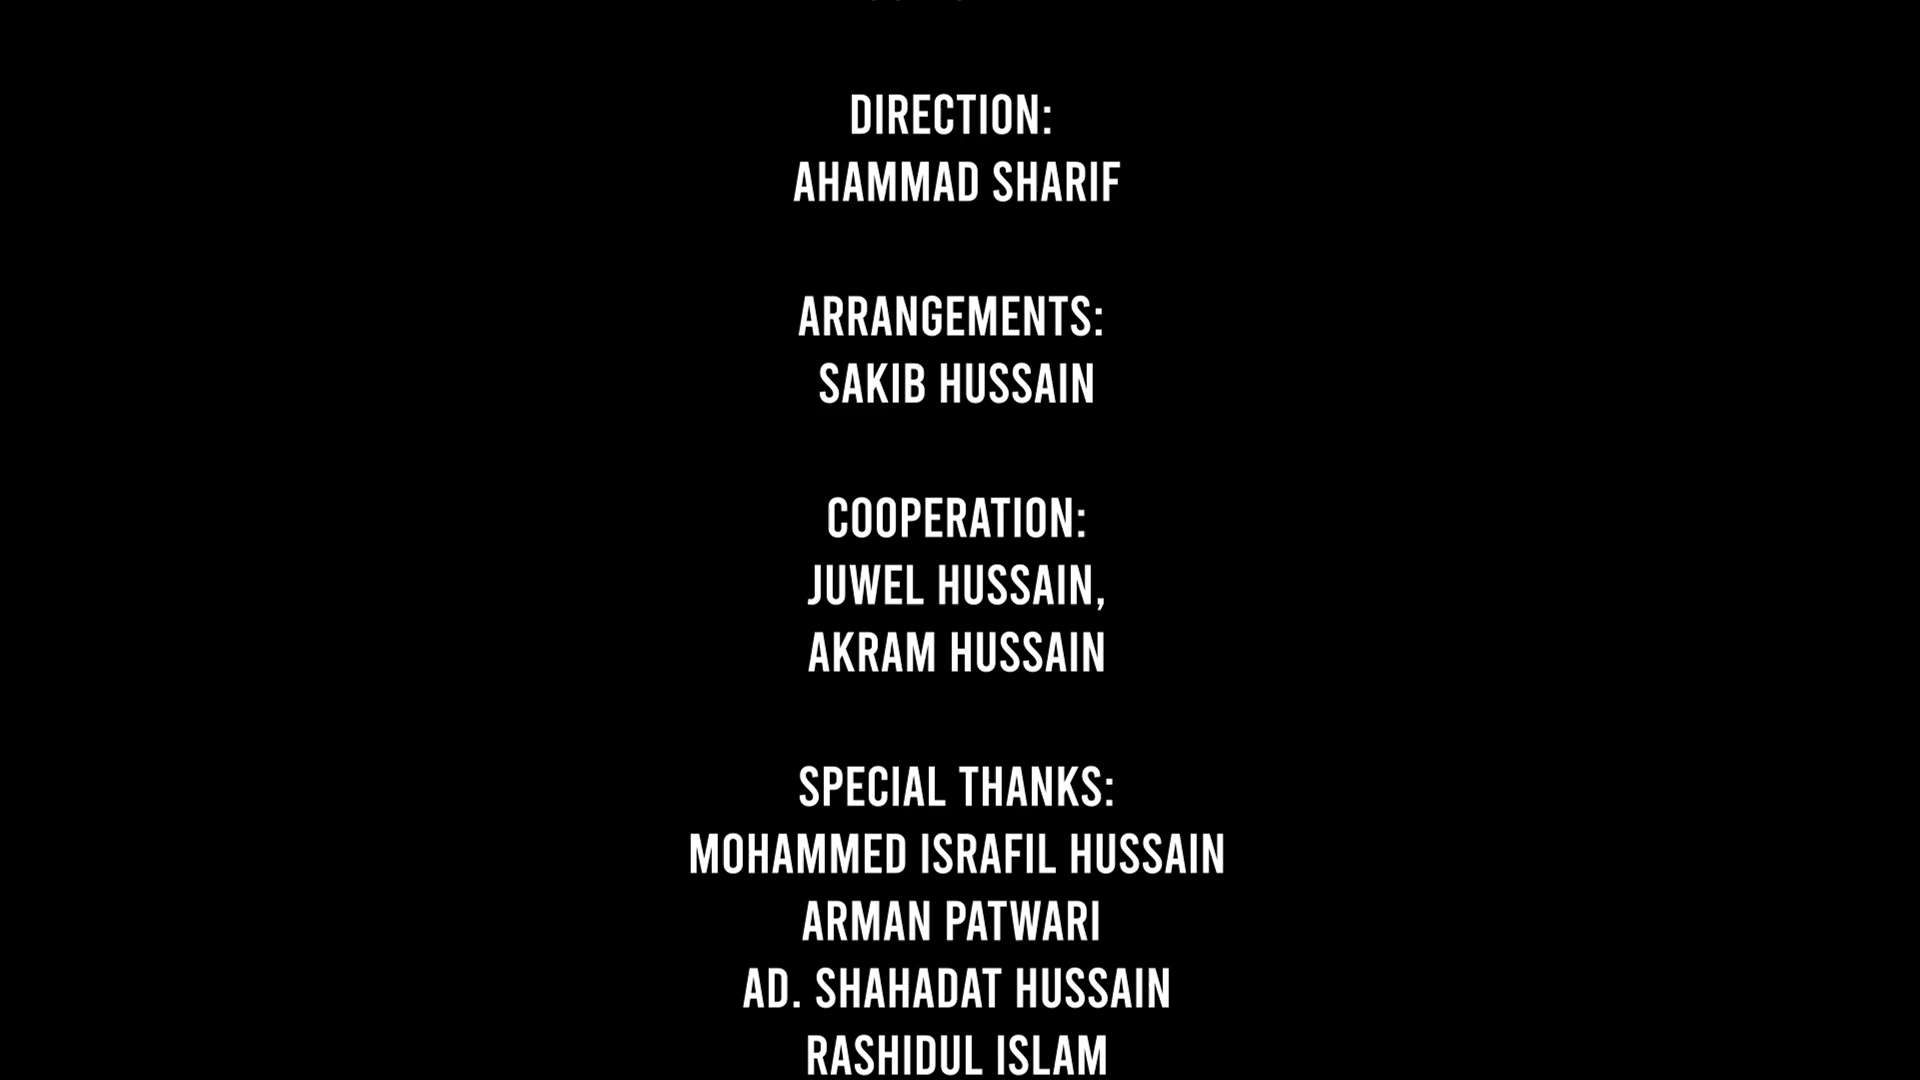 DIRECTION:
AHAMMAD SHARIF
ARRANGEMENTS:
SAKIB HUSSAIN
COOPERATION:
JUWEL HUSSAIN,
AKRAM HUSSAIN
SPECIAL THANKS:
MOHAMMED ISRAFIL HUSSAIN
ARMAN PATWARI
AD. SHAHADAT HUSSAIN
RASHIDUL ISLAM